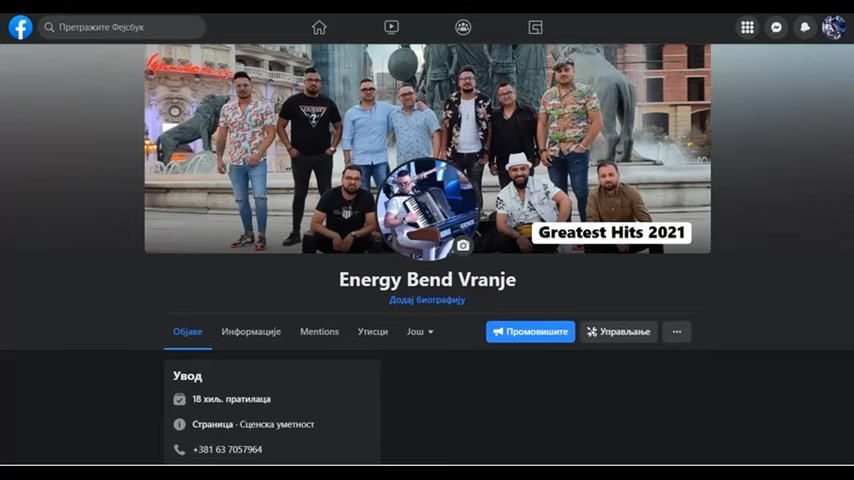 Претражите Фејсбук
GUESS
?
Greatest Hits 2021
Energy Bend Vranje
Додај биографију
Објаве
Информације
Mentions
Утисци
Још
Промовишите
Управљање
Увод
18 хиљ. пратилаца
Страница · Сценска уметност
+381 63 7057964